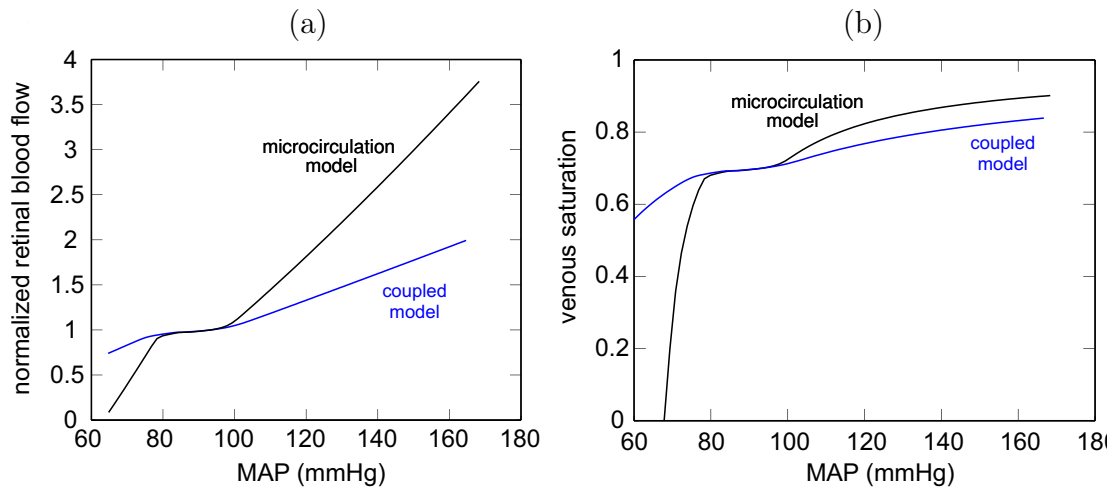 (a)
4
3.5
3
2.5
2
1.5
1
0.5
0
60
80
100
120
140
160
180
normalized retinal blood flow
MAP (mmHg)
microcirculation
model
coupled
model
(b)
1
0.8
0.6
0.4
0.2
0
60
80
100
120
140
160
180
venous saturation
MAP (mmHg)
microcirculation
model
coupled
model